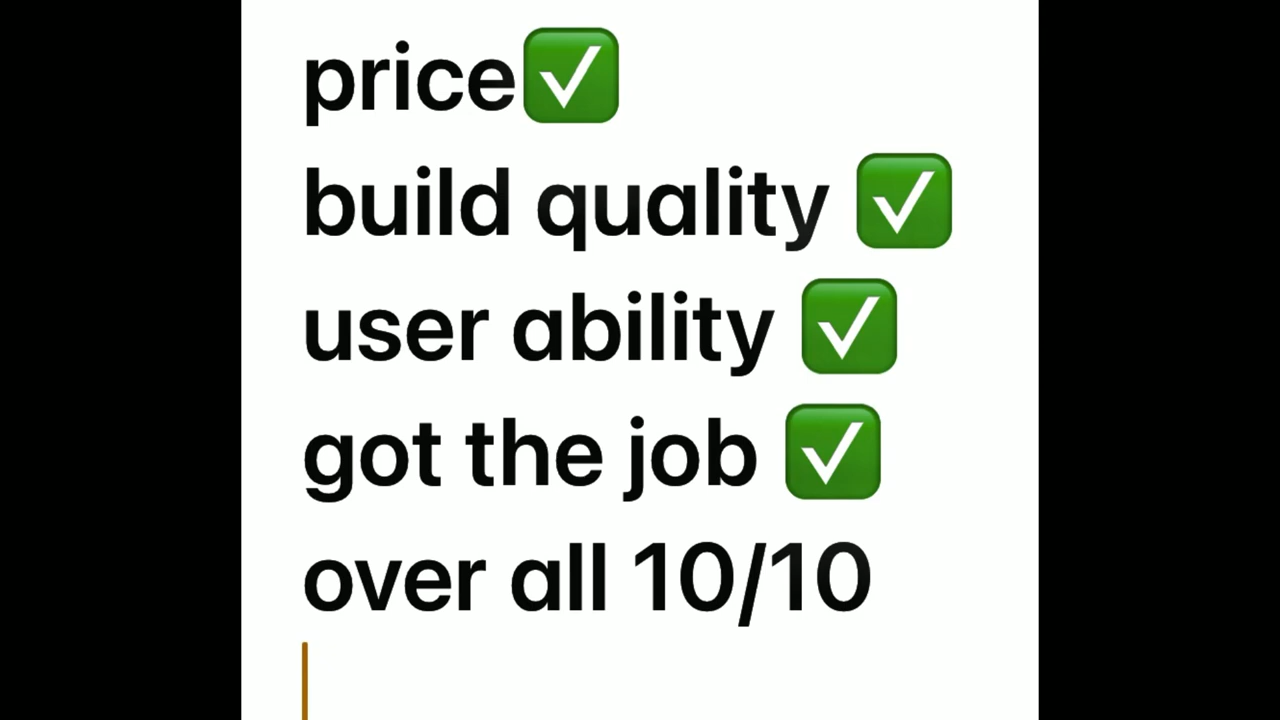 price✅
build quality ✅
user ability ✅
got the job ✅
over all 10/10